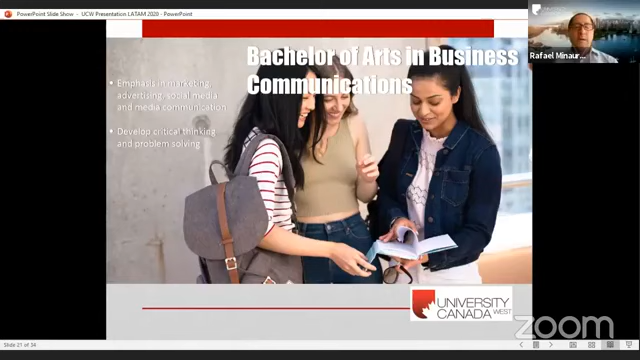 PowerPoint Slide Show - UCW Presentation LATAM 2020 - PowerPoint
Rafael Minaur...
Bachelor of Arts in Business
Communications
• Emphasis in marketing,
advertising, social media
and media communication
• Develop critical thinking
and problem solving
UNIVERSITY
CANADA WEST
zoom
Slide 21 of 34